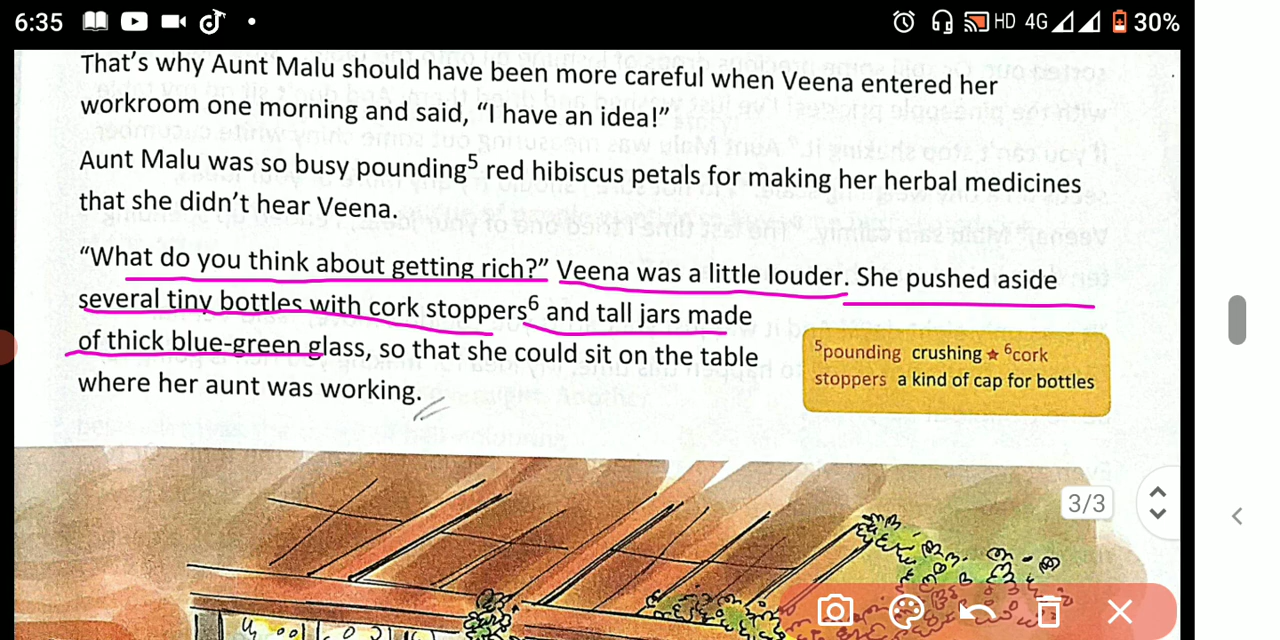 6:35
HD 4G 30%
That's why Aunt Malu should have been more careful when Veena entered her
workroom one morning and said, "I have an idea!"
Aunt Malu was so busy pounding⁵ red hibiscus petals for making her herbal medicines
that she didn't hear Veena.
"What do you think about getting rich?" Veena was a little louder. She pushed aside
several tiny bottles with cork stoppers⁶ and tall jars made
of thick blue-green glass, so that she could sit on the table
where her aunt was working.
⁵pounding crushing ★ ⁶cork
stoppers a kind of cap for bottles
3/3